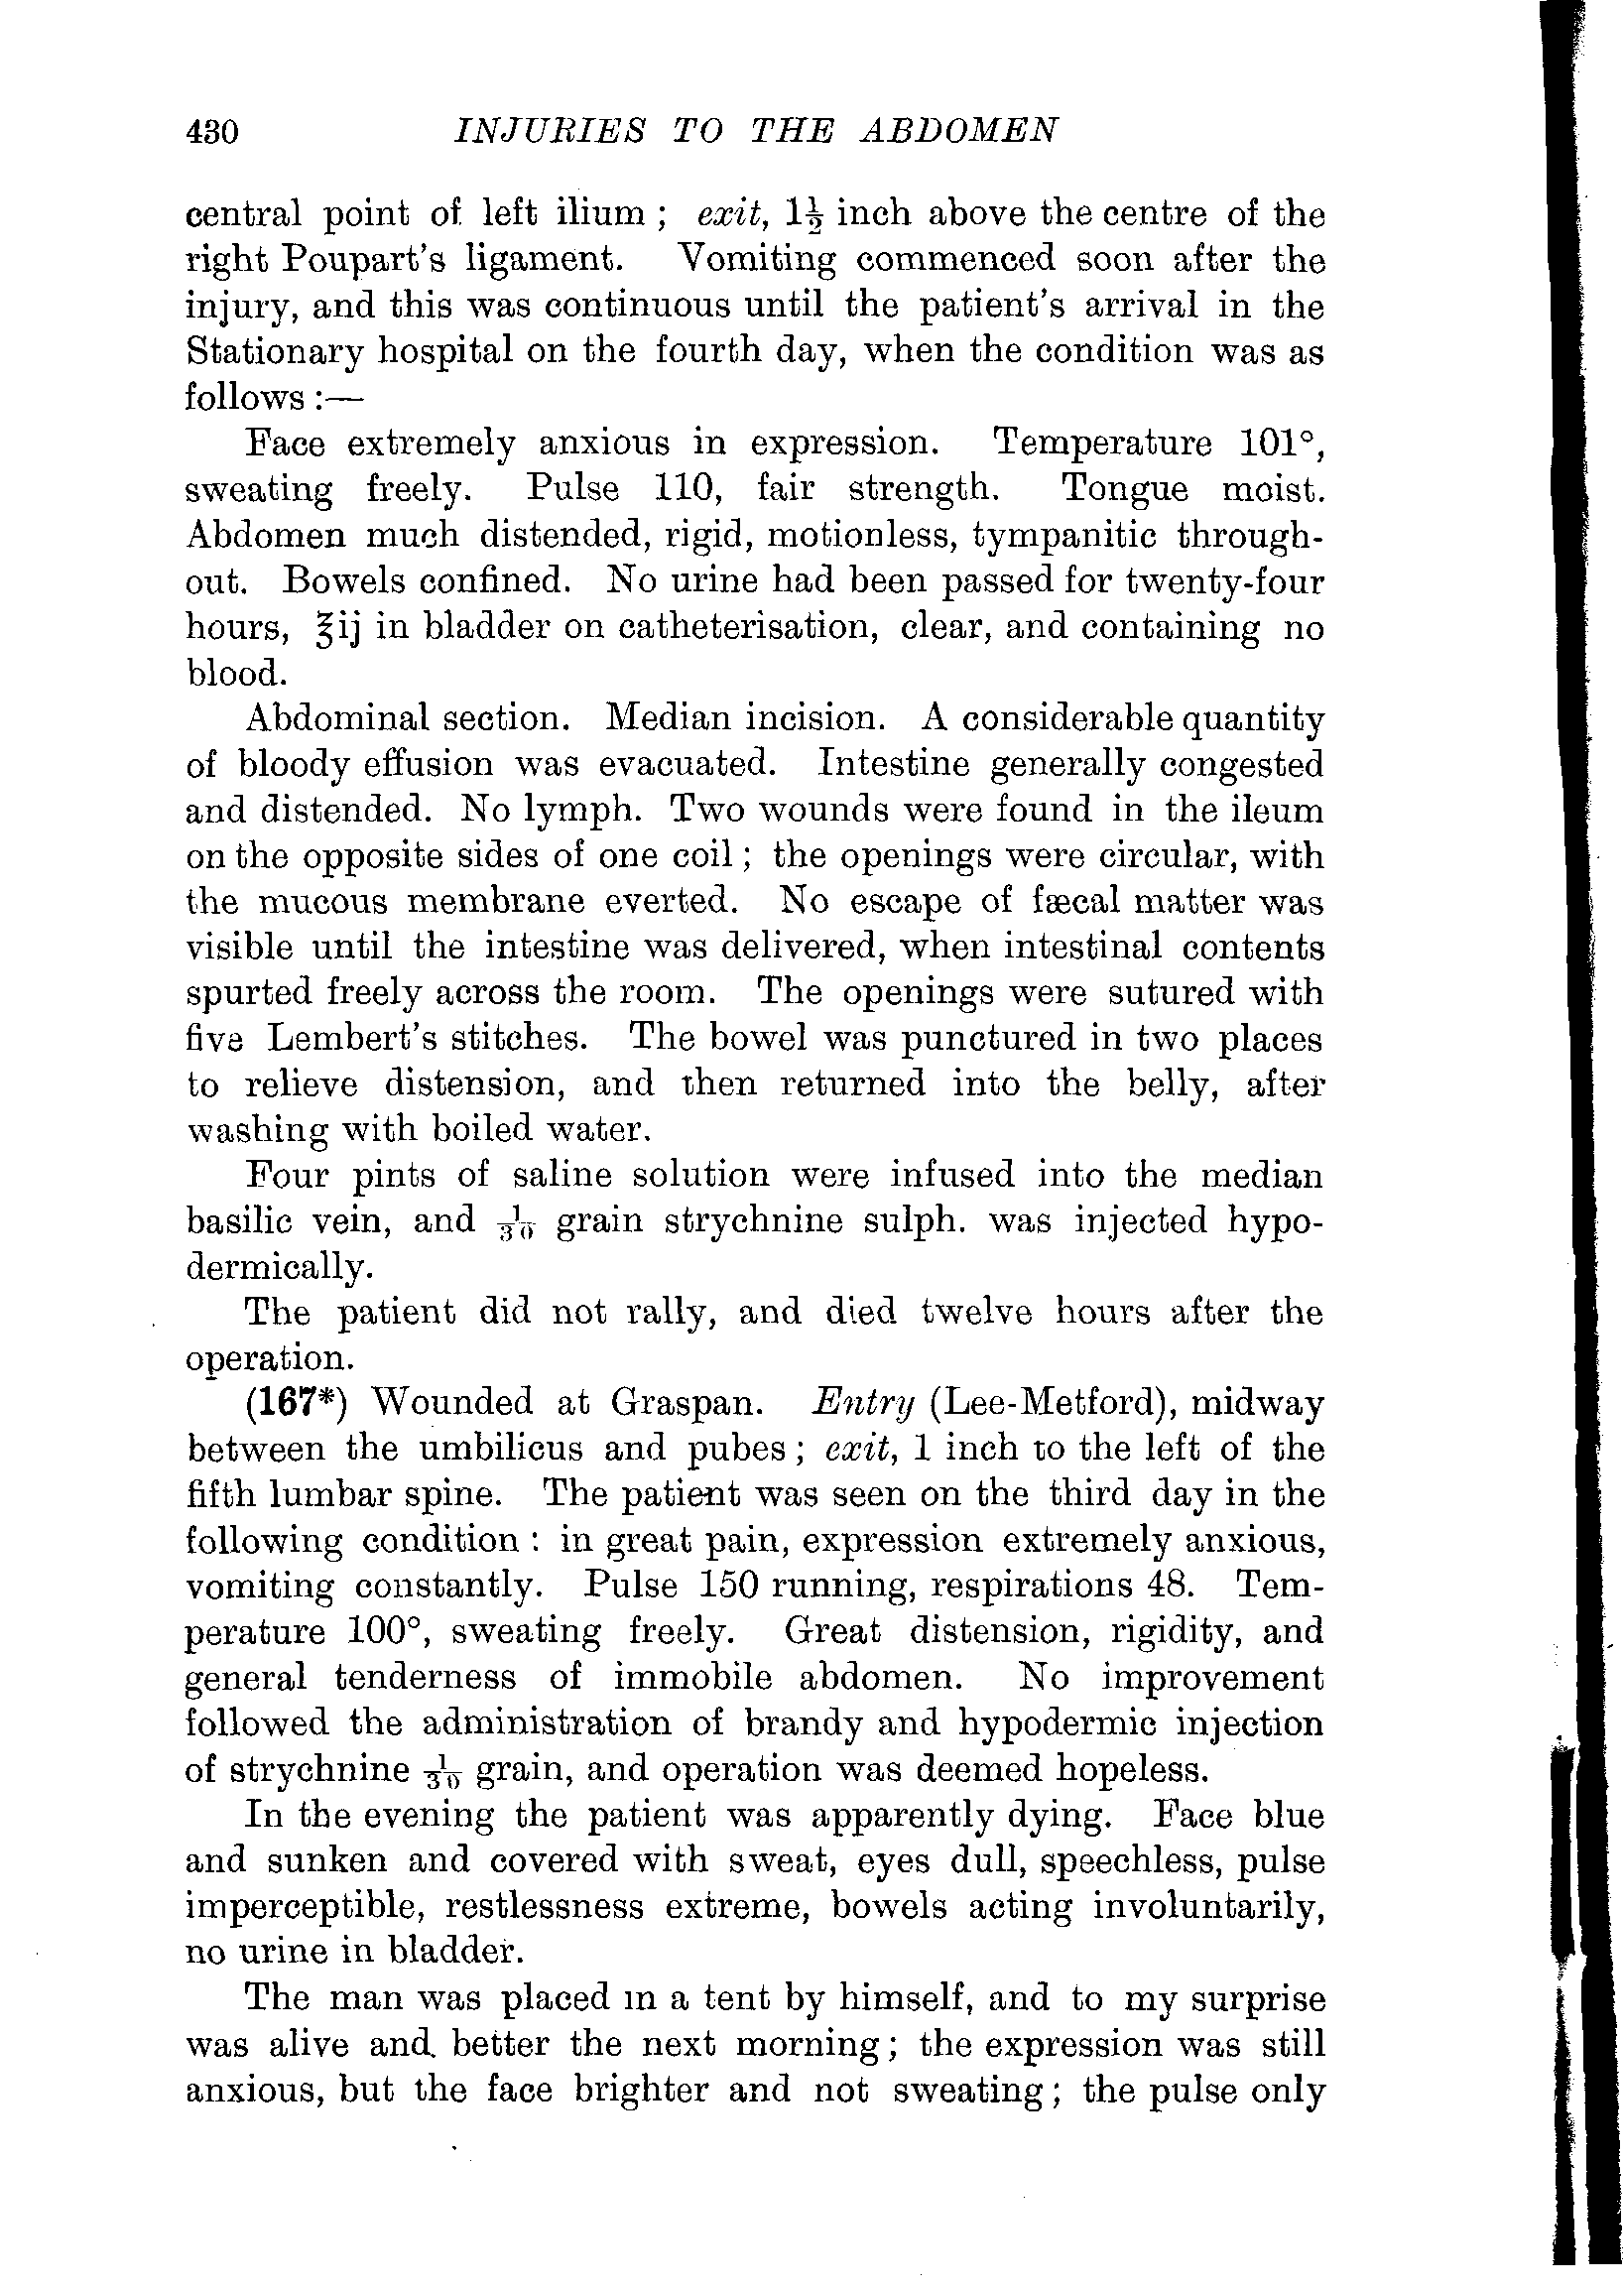 430 INJURIES TO THE ABDOMEN
central point of left ilium ; exit, 1½ inch above the centre of the
right Poupart's ligament. Vomiting commenced soon after the
injury, and this was continuous until the patient's arrival in the
Stationary hospital on the fourth day, when the condition was as
follows :—
Face extremely anxious in expression. Temperature 101°,
sweating freely. Pulse 110, fair strength. Tongue moist.
Abdomen much distended, rigid, motionless, tympanitic through-
out. Bowels confined. No urine had been passed for twenty-four
hours, ℥ij in bladder on catheterisation, clear, and containing no
blood.
Abdominal section. Median incision. A considerable quantity
of bloody effusion was evacuated. Intestine generally congested
and distended. No lymph. Two wounds were found in the ileum
on the opposite sides of one coil ; the openings were circular, with
the mucous membrane everted. No escape of fæcal matter was
visible until the intestine was delivered, when intestinal contents
spurted freely across the room. The openings were sutured with
five Lembert's stitches. The bowel was punctured in two places
to relieve distension, and then returned into the belly, after
washing with boiled water.
Four pints of saline solution were infused into the median
basilic vein, and 1/30 grain strychnine sulph. was injected hypo-
dermically.
The patient did not rally, and died twelve hours after the
operation.
(167*) Wounded at Graspan. Entry (Lee-Metford), midway
between the umbilicus and pubes ; exit, 1 inch to the left of the
fifth lumbar spine. The patient was seen on the third day in the
following condition : in great pain, expression extremely anxious,
vomiting constantly. Pulse 150 running, respirations 48. Tem-
perature 100°, sweating freely. Great distension, rigidity, and
general tenderness of immobile abdomen. No improvement
followed the administration of brandy and hypodermic injection
of strychnine 1/30 grain, and operation was deemed hopeless.
In the evening the patient was apparently dying. Face blue
and sunken and covered with sweat, eyes dull, speechless, pulse
imperceptible, restlessness extreme, bowels acting involuntarily,
no urine in bladder.
The man was placed in a tent by himself, and to my surprise
was alive and better the next morning ; the expression was still
anxious, but the face brighter and not sweating ; the pulse only